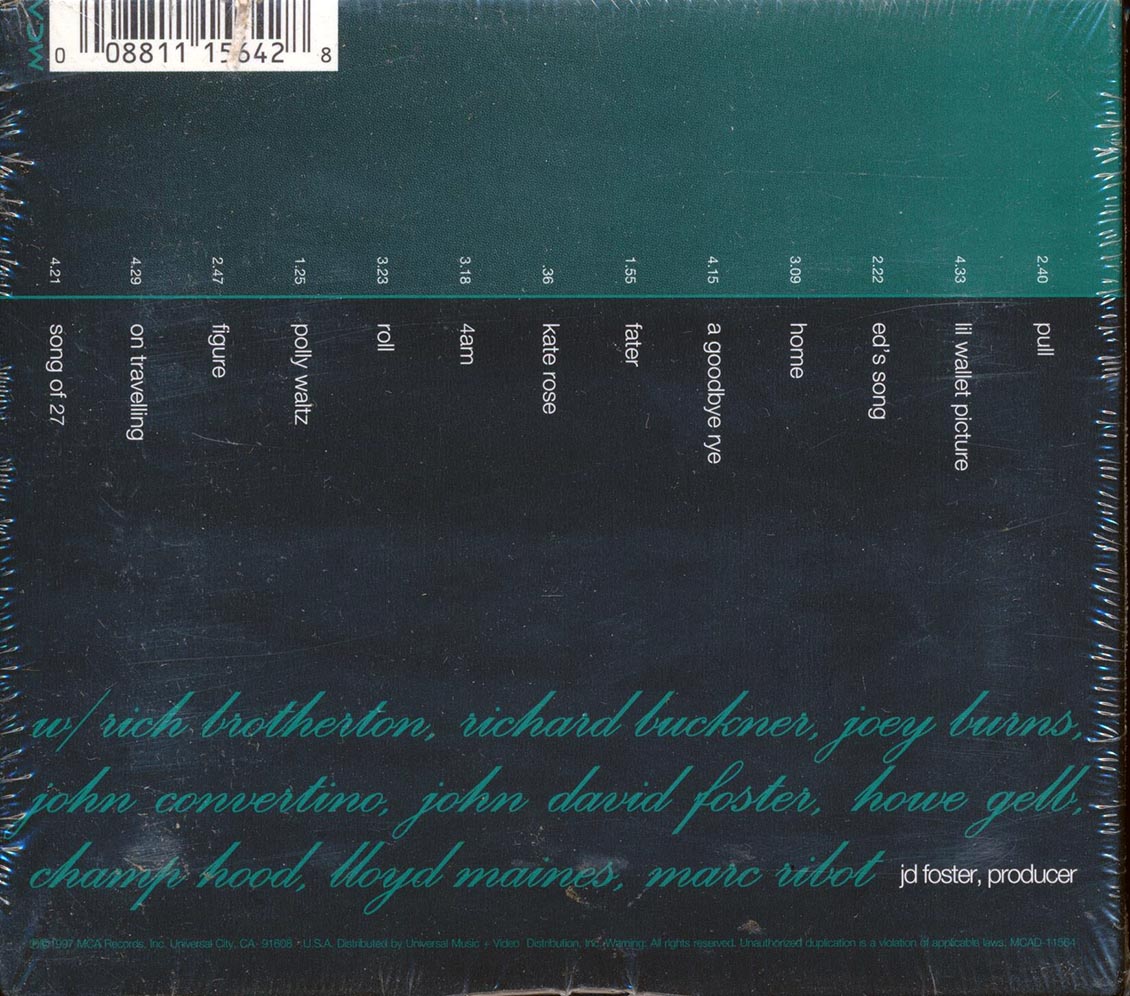 0 08811 15642 8
2.40 pull
4.33 lil wallet picture
2.22 ed's song
3.09 home
4.15 a goodbye rye
1.55 fater
.36 kate rose
3.18 4am
3.23 roll
1.25 polly waltz
2.47 figure
4.29 on travelling
4.21 song of 27
w/ rich brotherton, richard buckner, joey burns,
john convertino, john david foster, howe gelb,
champ hood, lloyd maines, marc ribot jd foster, producer
℗©1997 MCA Records, Inc. Universal City, CA· 91608 · U.S.A. Distributed by Universal Music + Video Distribution, Inc. Warning: All rights reserved. Unauthorized duplication is a violation of applicable laws. MCAD-11564